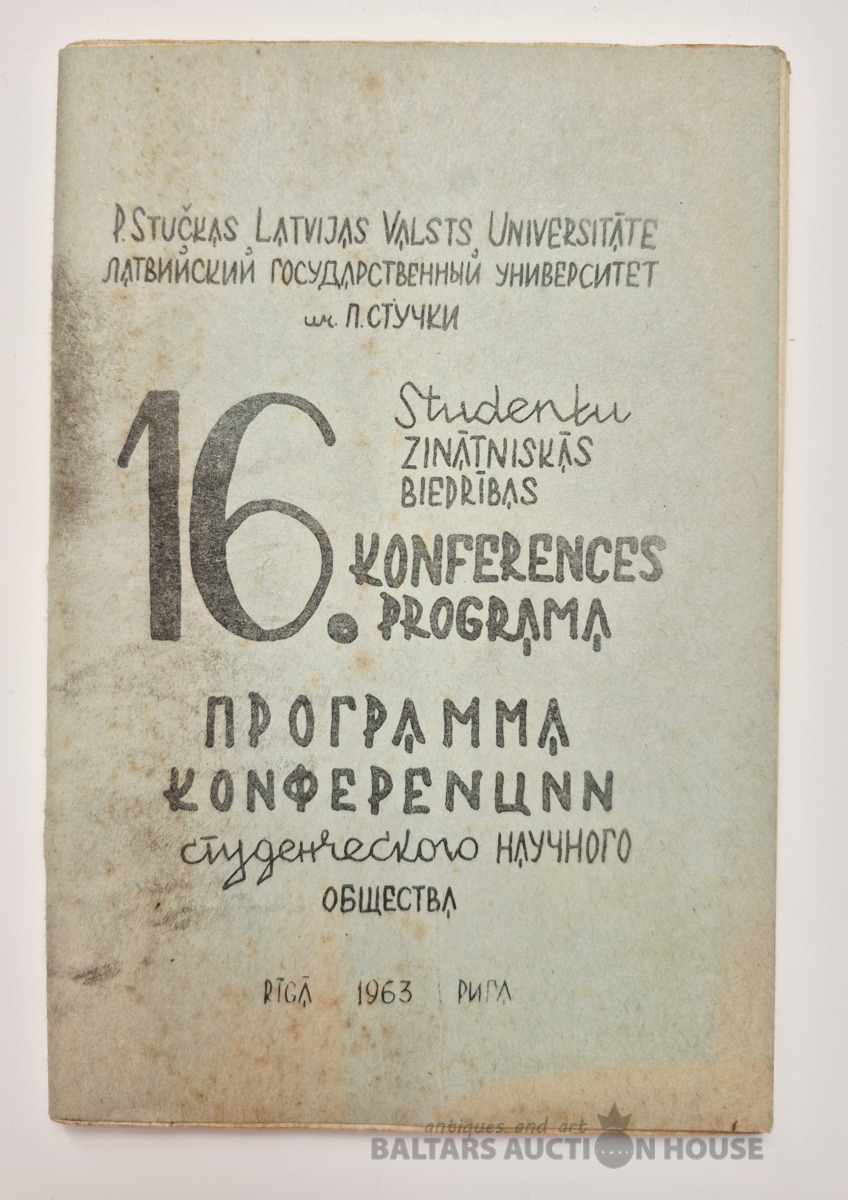 P. STUČKAS LATVIJAS VALSTS UNIVERSITĀTE
ЛАТВИЙСКИЙ ГОСУДАРСТВЕННЫЙ УНИВЕРСИТЕТ
им. П. СТУЧКИ
16.
Studentu
ZINĀTNISKĀS
BIEDRĪBAS
KONFERENCES
PROGRAMA
ПРОГРАММА
КОНФЕРЕНЦИИ
студенческого НАУЧНОГО
ОБЩЕСТВА
RĪGĀ 1963 РИГА
antiques and art
BALTARS AUCTION HOUSE